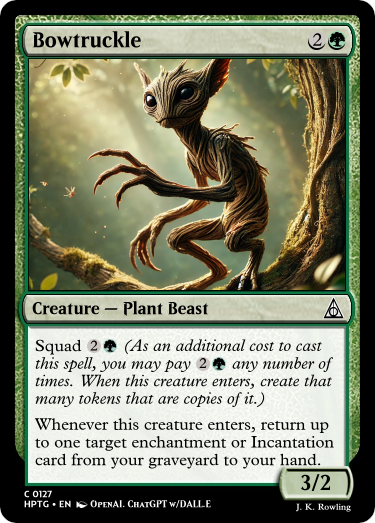 Bowtruckle 2
Creature — Plant Beast
Squad 2 (As an additional cost to cast
this spell, you may pay 2 any number of
times. When this creature enters, create that
many tokens that are copies of it.)
Whenever this creature enters, return up
to one target enchantment or Incantation
card from your graveyard to your hand.
3/2
C 0127
HPTG • EN OpenAI, ChatGPT w/DALL.E
J. K. Rowling